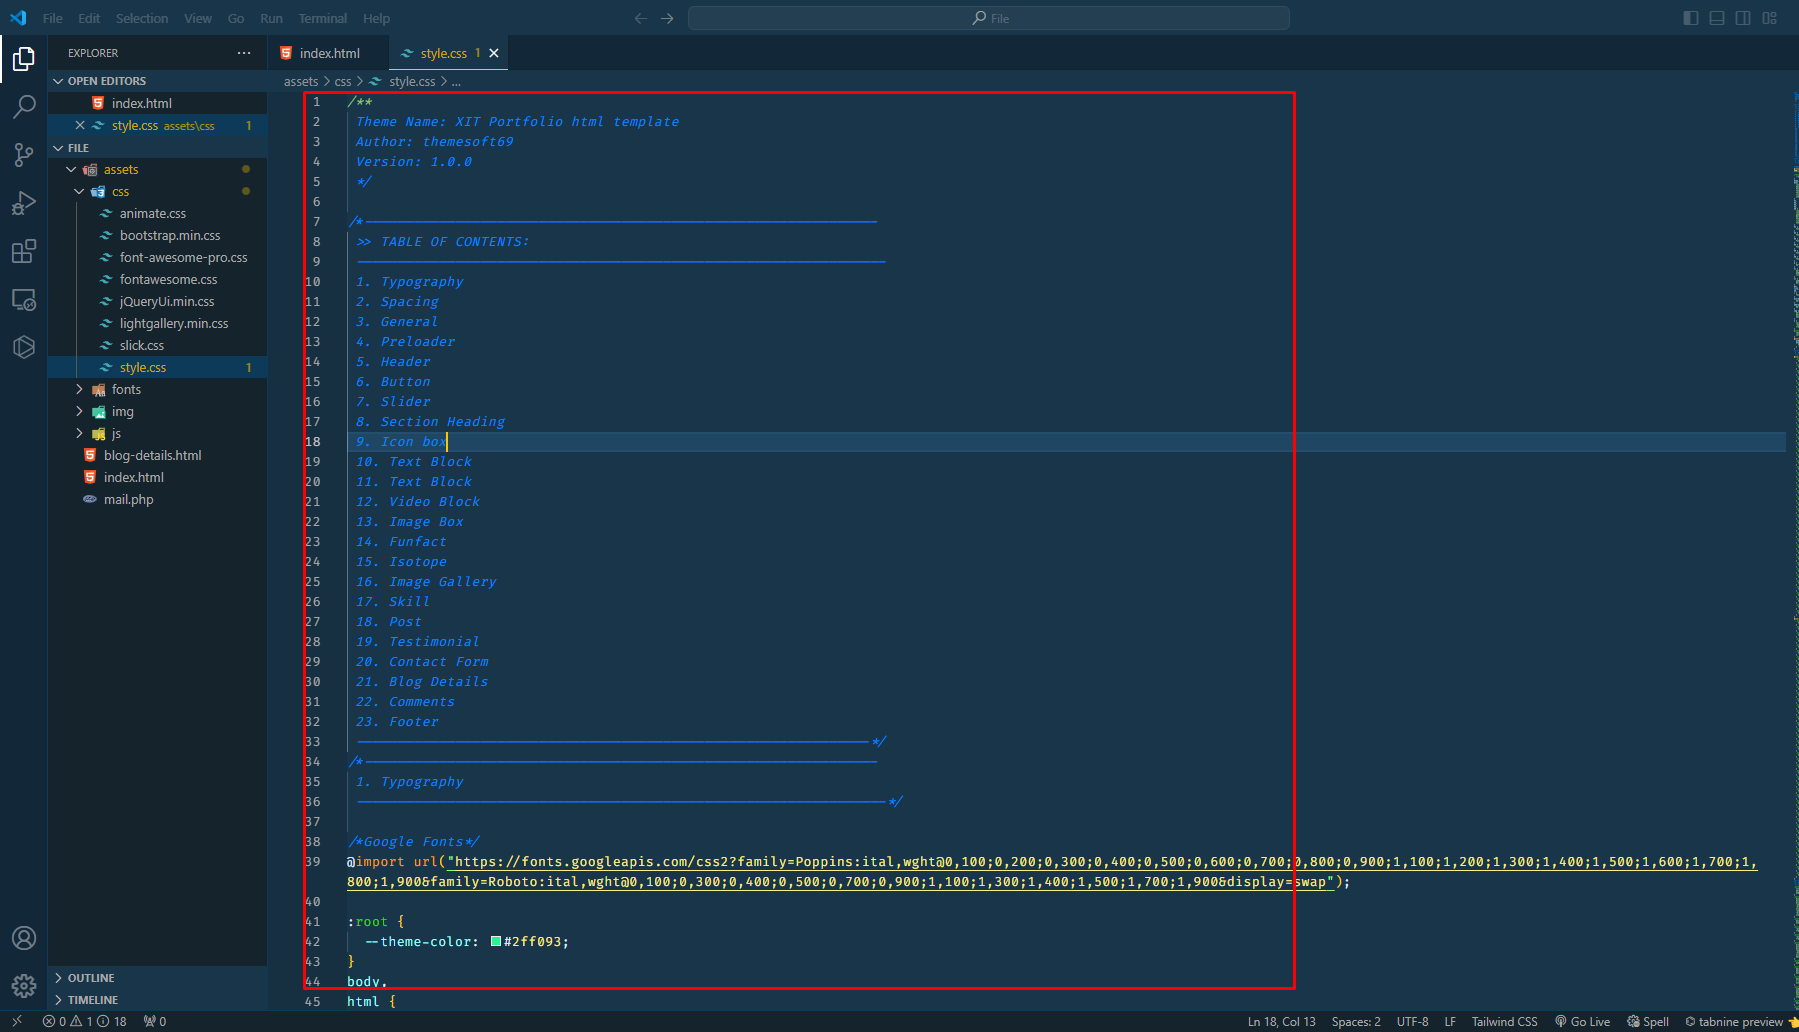 File Edit Selection View Go Run Terminal Help
File
EXPLORER
OPEN EDITORS
index.html
style.css assets\css 1
FILE
assets
css
animate.css
bootstrap.min.css
font-awesome-pro.css
fontawesome.css
jQueryUi.min.css
lightgallery.min.css
slick.css
style.css 1
fonts
img
js
blog-details.html
index.html
mail.php
OUTLINE
TIMELINE
index.html
style.css 1
assets > css > style.css > ...
1 /**
2 Theme Name: XIT Portfolio html template
3 Author: themesoft69
4 Version: 1.0.0
5 */
6
7 /*--------------------------------------------------------------
8 >> TABLE OF CONTENTS:
9 ----------------------------------------------------------------
10 1. Typography
11 2. Spacing
12 3. General
13 4. Preloader
14 5. Header
15 6. Button
16 7. Slider
17 8. Section Heading
18 9. Icon box
19 10. Text Block
20 11. Text Block
21 12. Video Block
22 13. Image Box
23 14. Funfact
24 15. Isotope
25 16. Image Gallery
26 17. Skill
27 18. Post
28 19. Testimonial
29 20. Contact Form
30 21. Blog Details
31 22. Comments
32 23. Footer
33 --------------------------------------------------------------*/
34 /*--------------------------------------------------------------
35 1. Typography
36 ----------------------------------------------------------------*/
37
38 /*Google Fonts*/
39 @import url("https://fonts.googleapis.com/css2?family=Poppins:ital,wght@0,100;0,200;0,300;0,400;0,500;0,600;0,700;0,800;0,900;1,100;1,200;1,300;1,400;1,500;1,600;1,700;1,
800;1,900&family=Roboto:ital,wght@0,100;0,300;0,400;0,500;0,700;0,900;1,100;1,300;1,400;1,500;1,700;1,900&display=swap");
40
41 :root {
42 --theme-color: #2ff093;
43 }
44 body,
45 html {
0 1 18 0
Ln 18, Col 13 Spaces: 2 UTF-8 LF Tailwind CSS Go Live Spell tabnine preview